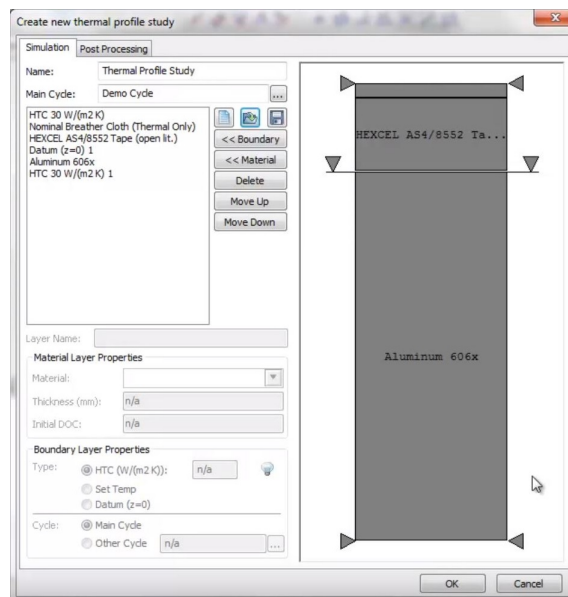 Create new thermal profile study
Simulation Post Processing
Name: Thermal Profile Study
Main Cycle: Demo Cycle ...
HTC 30 W/(m2 K)
Nominal Breather Cloth (Thermal Only)
HEXCEL AS4/8552 Tape (open lit.)
Datum (z=0) 1
Aluminum 606x
HTC 30 W/(m2 K) 1
<< Boundary
<< Material
Delete
Move Up
Move Down
Layer Name:
Material Layer Properties
Material:
Thickness (mm): n/a
Initial DOC: n/a
Boundary Layer Properties
Type: HTC (W/(m2 K)): n/a
Set Temp
Datum (z=0)
Cycle: Main Cycle
Other Cycle n/a ...
HEXCEL AS4/8552 Ta...
Aluminum 606x
OK Cancel